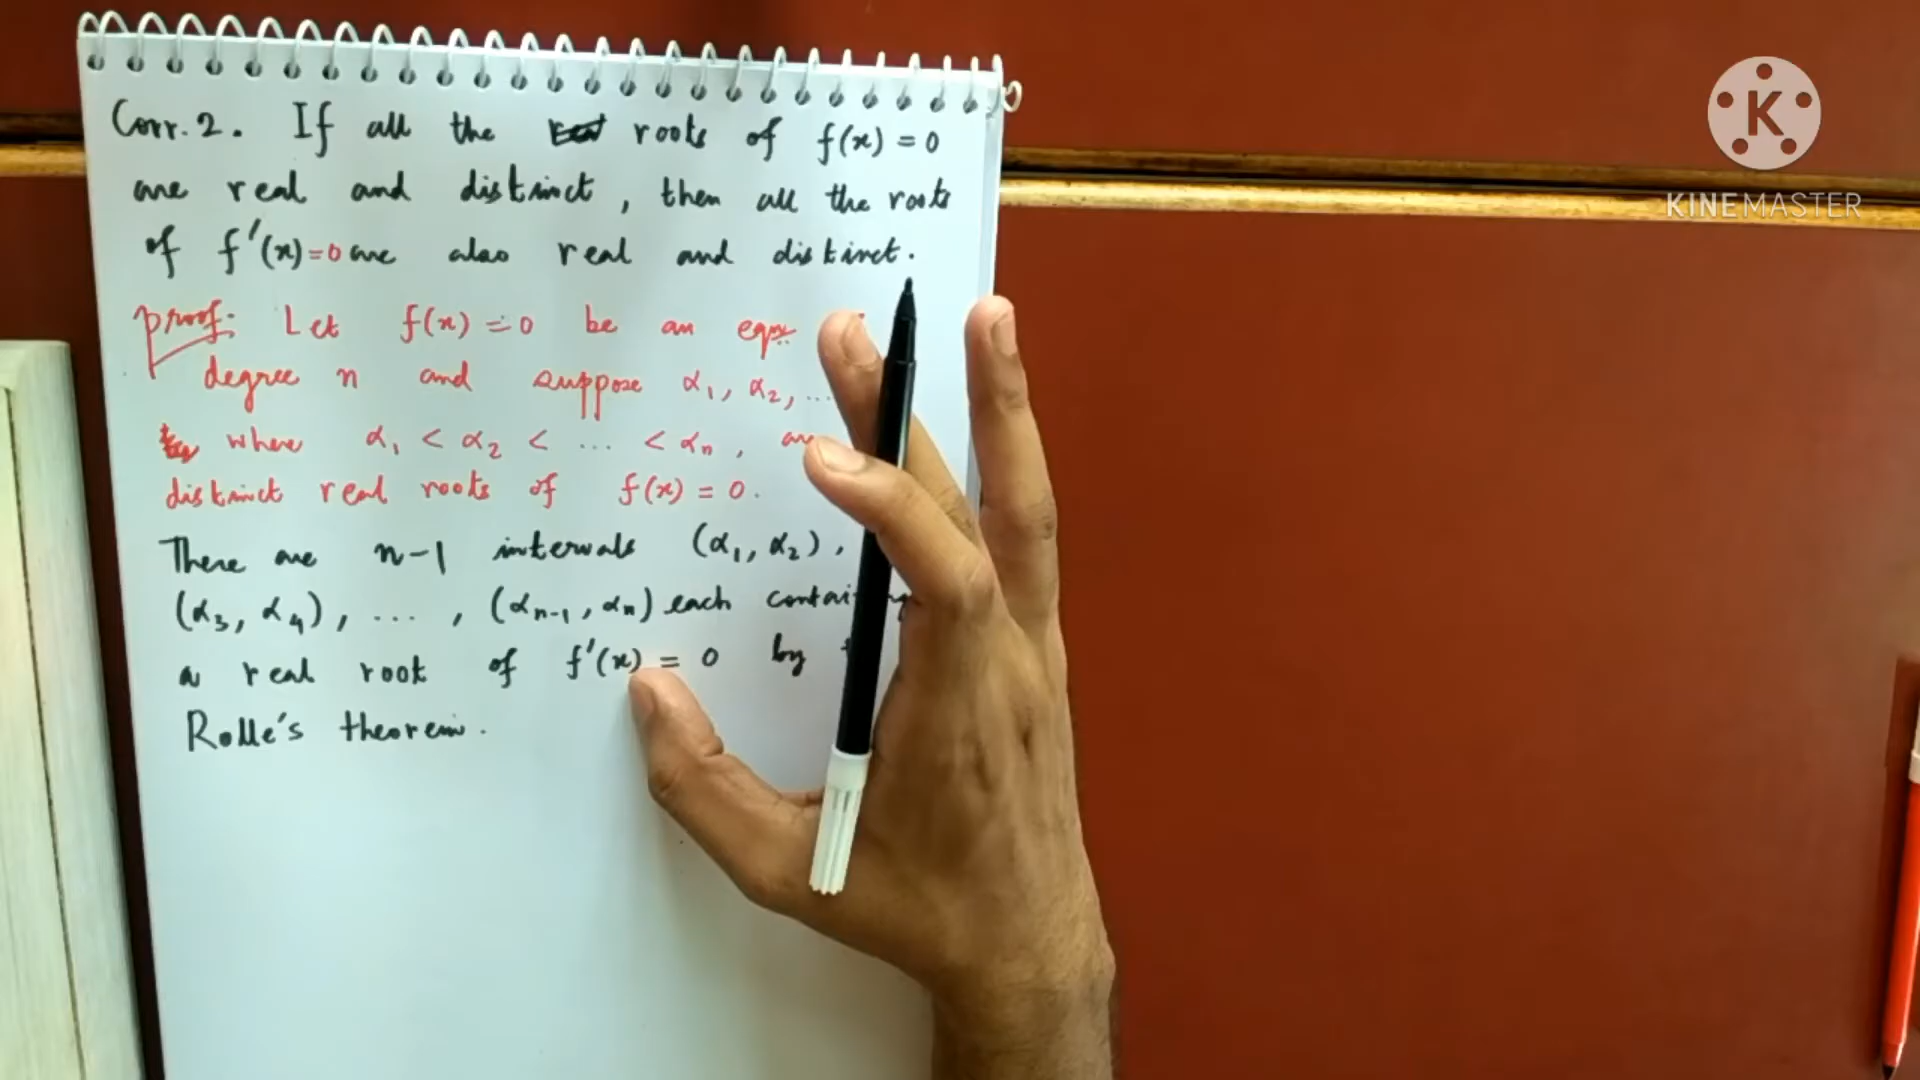 Corr. 2. If all the roots of f(x) = 0
are real and distinct, then all the roots
of f'(x) = 0 are also real and distinct.
proof: Let f(x) = 0 be an eqn.
degree n and suppose α₁, α₂, ...
where α₁ < α₂ < ... < αₙ,
distinct real roots of f(x) = 0.
There are n-1 intervals (α₁, α₂),
(α₃, α₄), ..., (αₙ₋₁, αₙ) each
a real root of f'(x) = 0 by
Rolle's theorem.
K
KINEMASTER